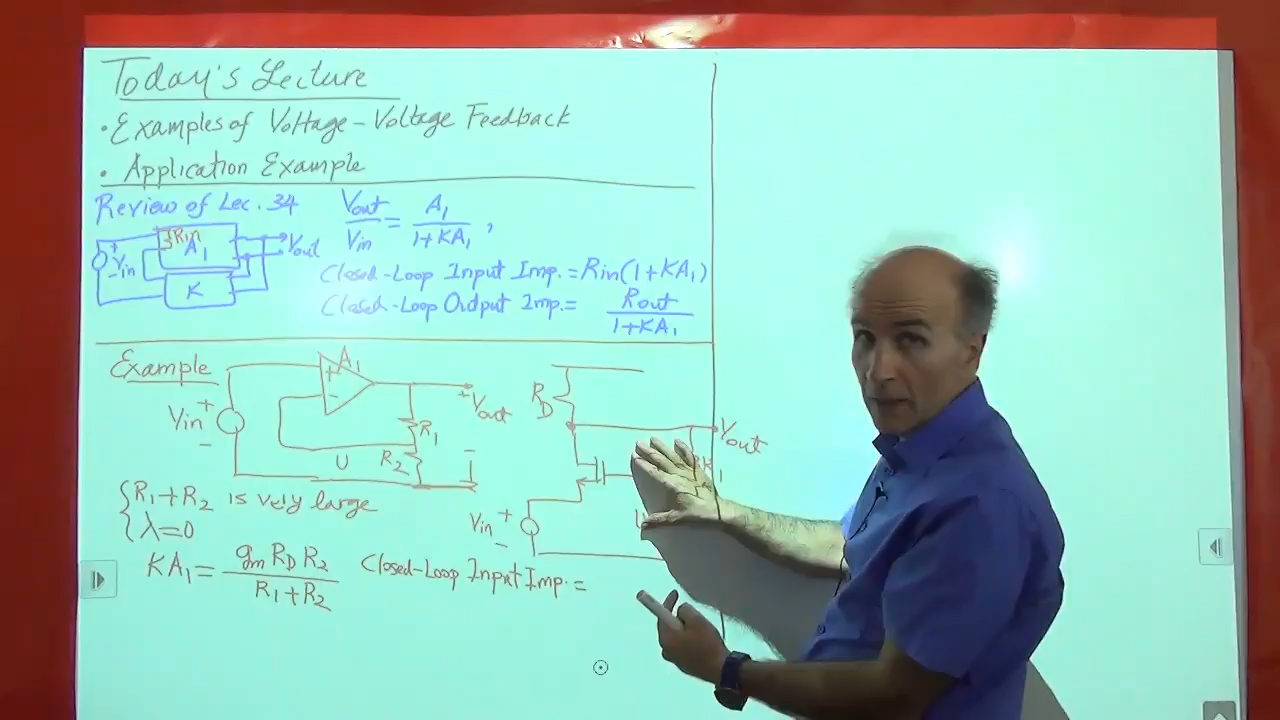 Today's Lecture
• Examples of Voltage-Voltage Feedback
• Application Example
Review of Lec. 34
Vout/Vin = A1/(1+KA1),
Rin
A1
+
Vin
-
Vout
K
Closed-Loop Input Imp. = Rin(1+KA1)
Closed-Loop Output Imp. = Rout/(1+KA1)
Example
A1
+
-
Vin
+
-
+
Vout
-
R1
R2
RD
Vout
Vin
+
-
R1+R2 is very large
λ=0
KA1 = gm RD R2/(R1+R2)
Closed-Loop Input Imp. =